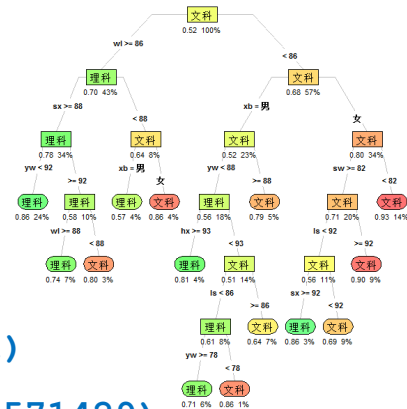 文科
0.52 100%
wl >= 86
< 86
理科
文科
0.70 43%
0.68 57%
sx >= 88
< 88
xb = 男
女
理科
文科
文科
文科
0.78 34%
0.64 8%
0.52 23%
0.80 34%
yw < 92
>= 92
xb = 男
女
yw < 88
>= 88
sw >= 82
< 82
理科
理科
理科
文科
文科
文科
文科
文科
0.86 24%
0.58 10%
0.57 4%
0.86 4%
0.56 18%
0.79 5%
0.71 20%
0.93 14%
wl >= 88
< 88
hx >= 93
< 93
ls < 92
>= 92
理科
文科
理科
文科
文科
文科
0.74 7%
0.80 3%
0.81 4%
0.51 14%
0.56 11%
0.90 9%
ls < 86
>= 86
sx >= 92
< 92
理科
文科
理科
文科
0.61 8%
0.64 7%
0.86 3%
0.69 9%
yw >= 78
< 78
理科
文科
0.71 6%
0.86 1%
)